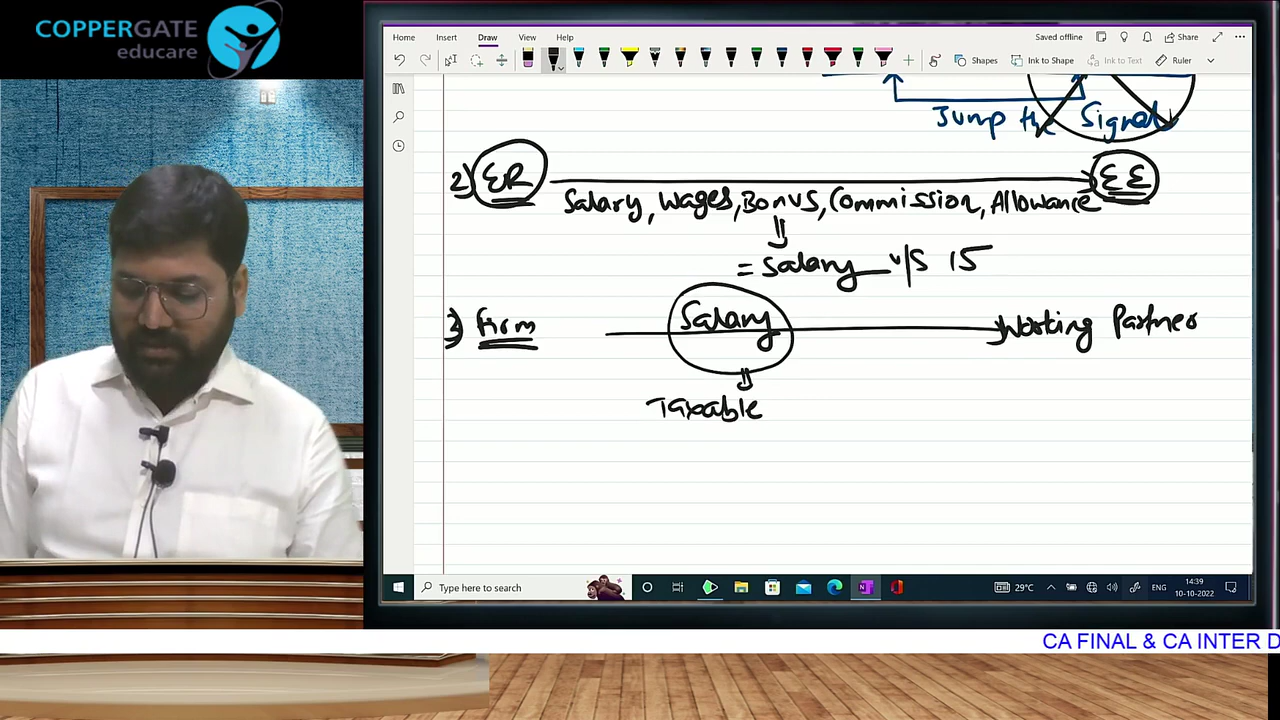 COPPERGATE
educare
Home Insert Draw View Help
Saved offline
Share
Shapes
Ink to Shape
Ink to Text
Ruler
Jump the Signal
2) ER
EE
Salary, Wages, Bonus, Commission, Allowance
= Salary u/s 15
3) Firm
Salary
Working Partner
Taxable
Type here to search
29°C
ENG
14:39
10-10-2022
CA FINAL & CA INTER D